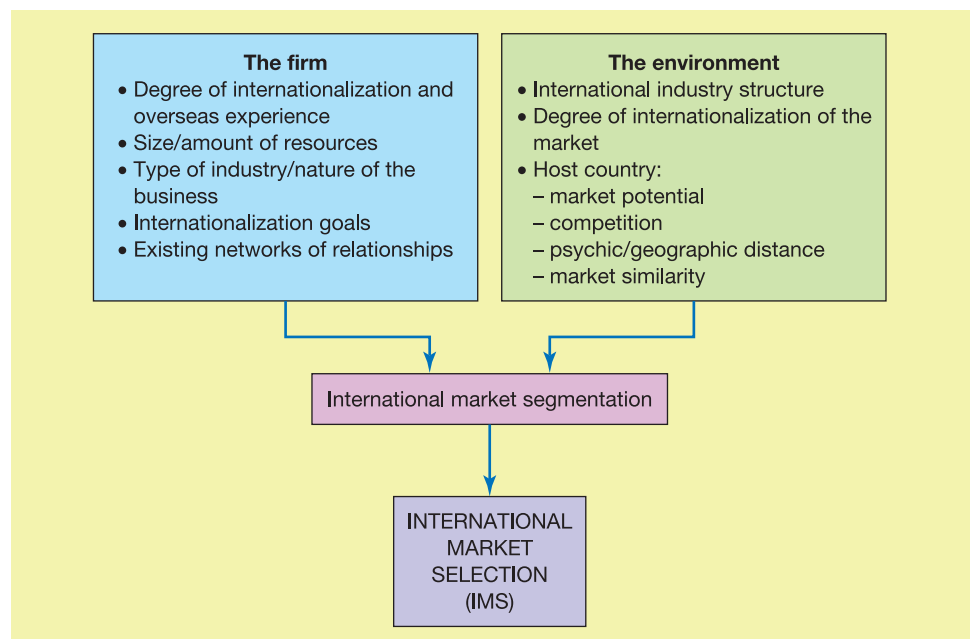 The firm
• Degree of internationalization and
overseas experience
• Size/amount of resources
• Type of industry/nature of the
business
• Internationalization goals
• Existing networks of relationships
The environment
• International industry structure
• Degree of internationalization of the
market
• Host country:
– market potential
– competition
– psychic/geographic distance
– market similarity
International market segmentation
INTERNATIONAL
MARKET
SELECTION
(IMS)